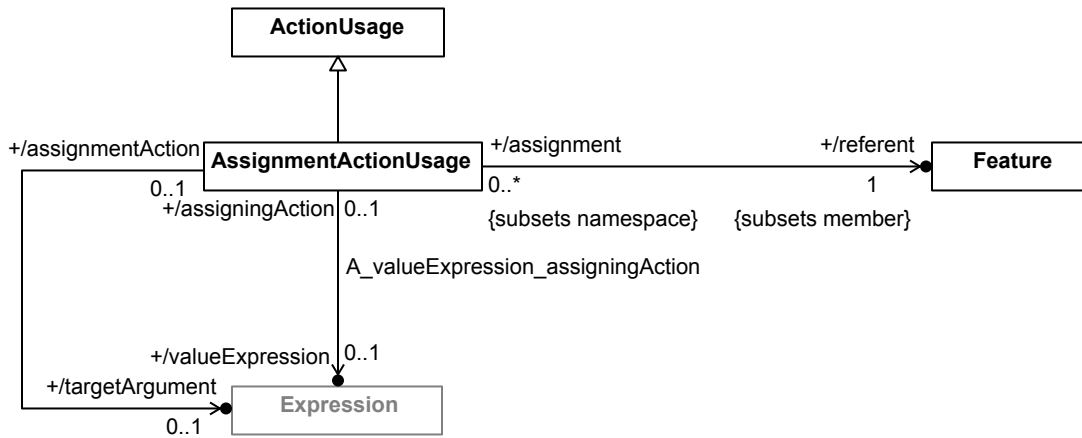 ActionUsage
+/assignmentAction
AssignmentActionUsage
+/assignment
+/referent
Feature
0..1
+/assigningAction
0..1
0..*
1
{subsets namespace}
{subsets member}
A_valueExpression_assigningAction
+/valueExpression
0..1
+/targetArgument
Expression
0..1